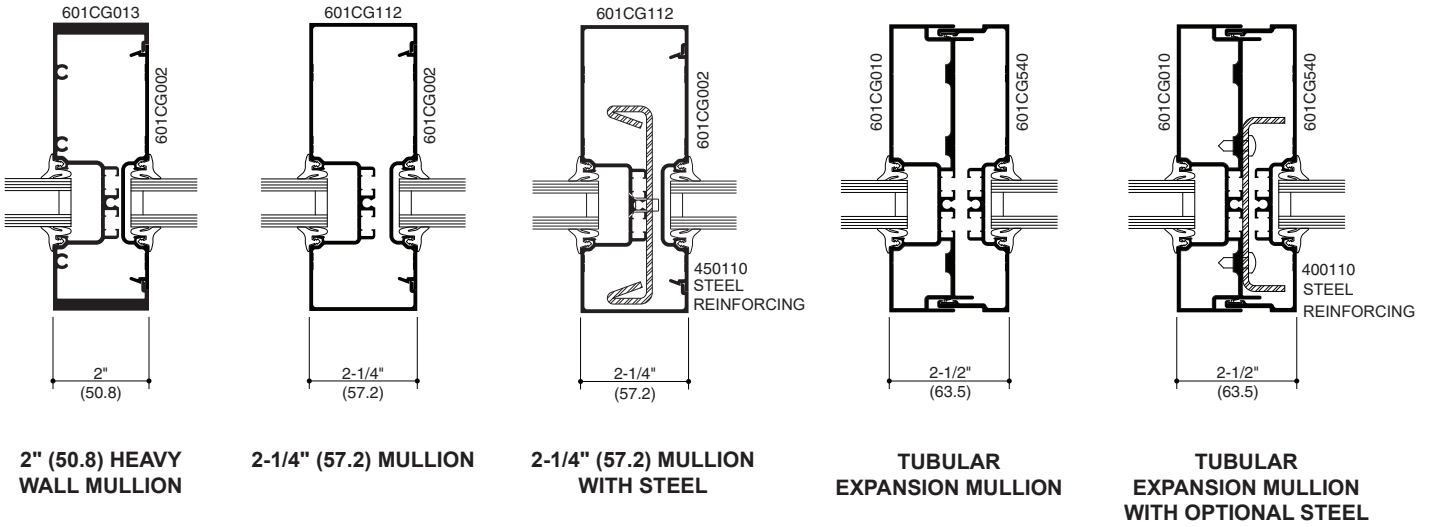 601CG013
601CG002
2"
(50.8)
2" (50.8) HEAVY
WALL MULLION
601CG112
601CG002
2-1/4"
(57.2)
2-1/4" (57.2) MULLION
601CG112
601CG002
450110
STEEL
REINFORCING
2-1/4"
(57.2)
2-1/4" (57.2) MULLION
WITH STEEL
601CG010
601CG540
2-1/2"
(63.5)
TUBULAR
EXPANSION MULLION
601CG010
601CG540
400110
STEEL
REINFORCING
2-1/2"
(63.5)
TUBULAR
EXPANSION MULLION
WITH OPTIONAL STEEL